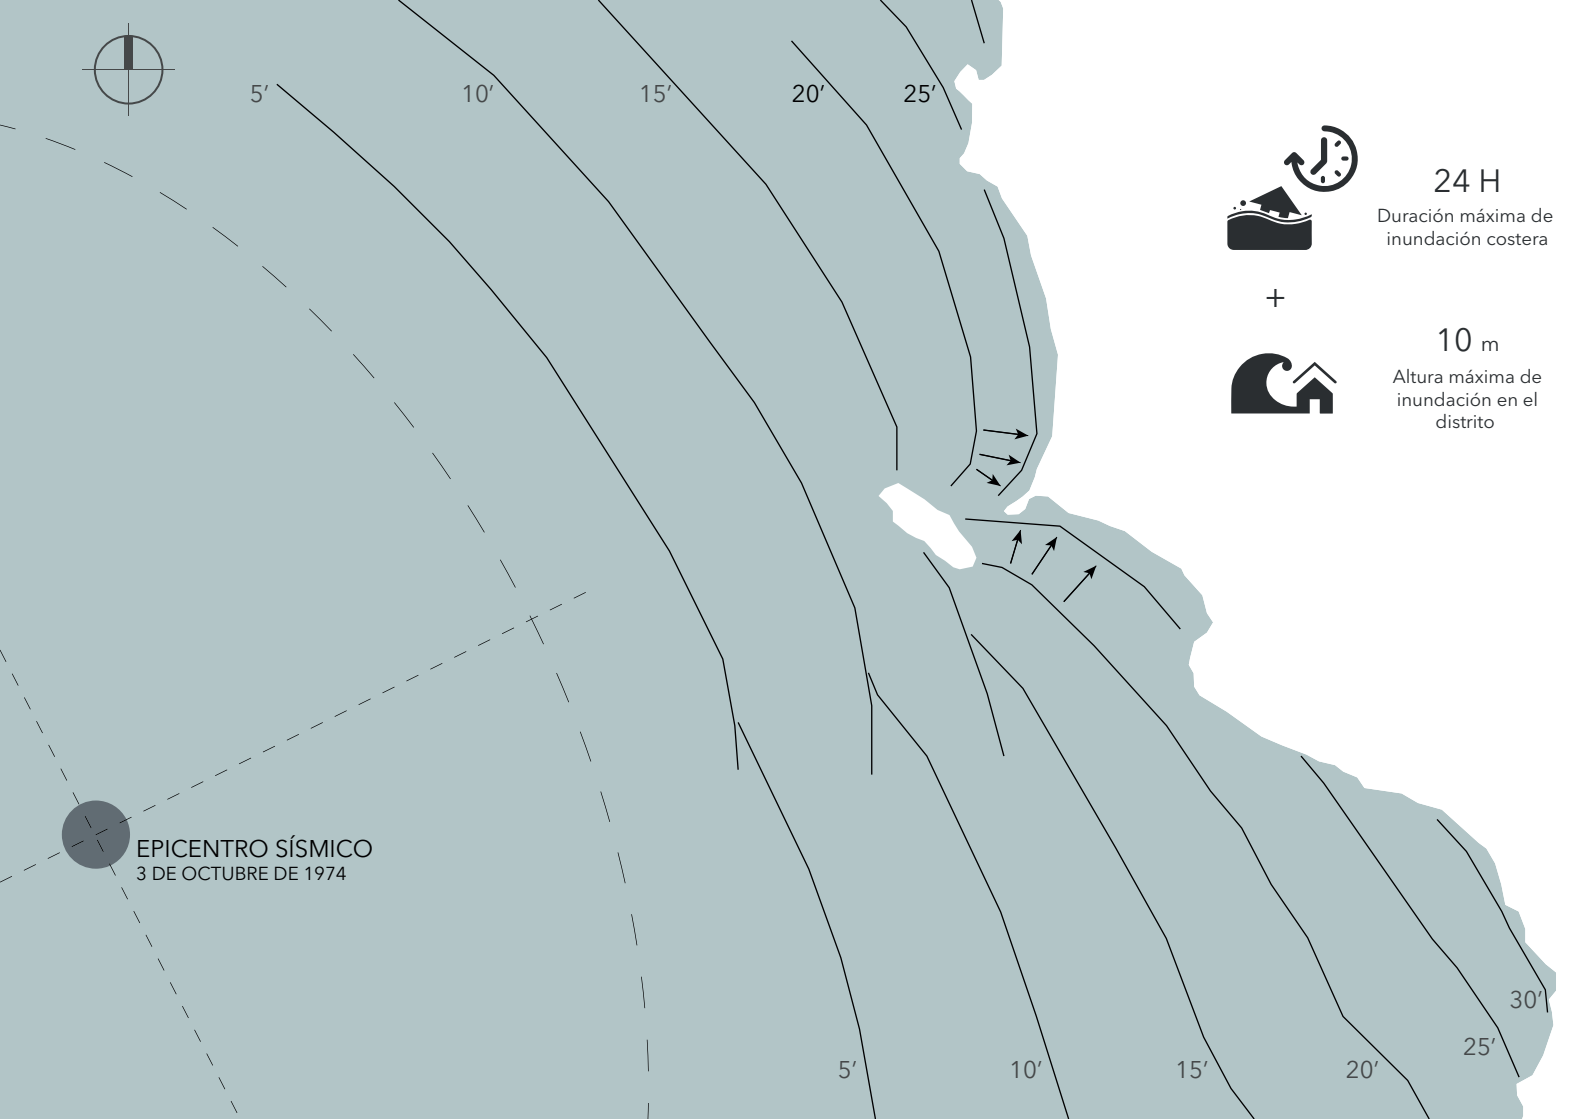 5’
10’
15’
20’
25’
24 H
Duración máxima de
inundación costera
+
10 m
Altura máxima de
inundación en el
distrito
EPICENTRO SÍSMICO
3 DE OCTUBRE DE 1974
5’
10’
15’
20’
25’
30’